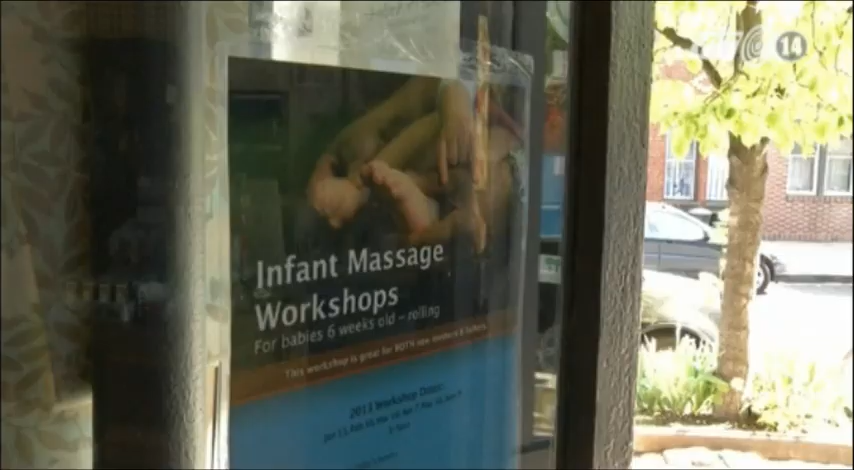 14
Infant Massage
Workshops
For babies 6 weeks old – rolling
This workshop is great for BOTH new mothers & fathers.
2013 Workshop Dates: